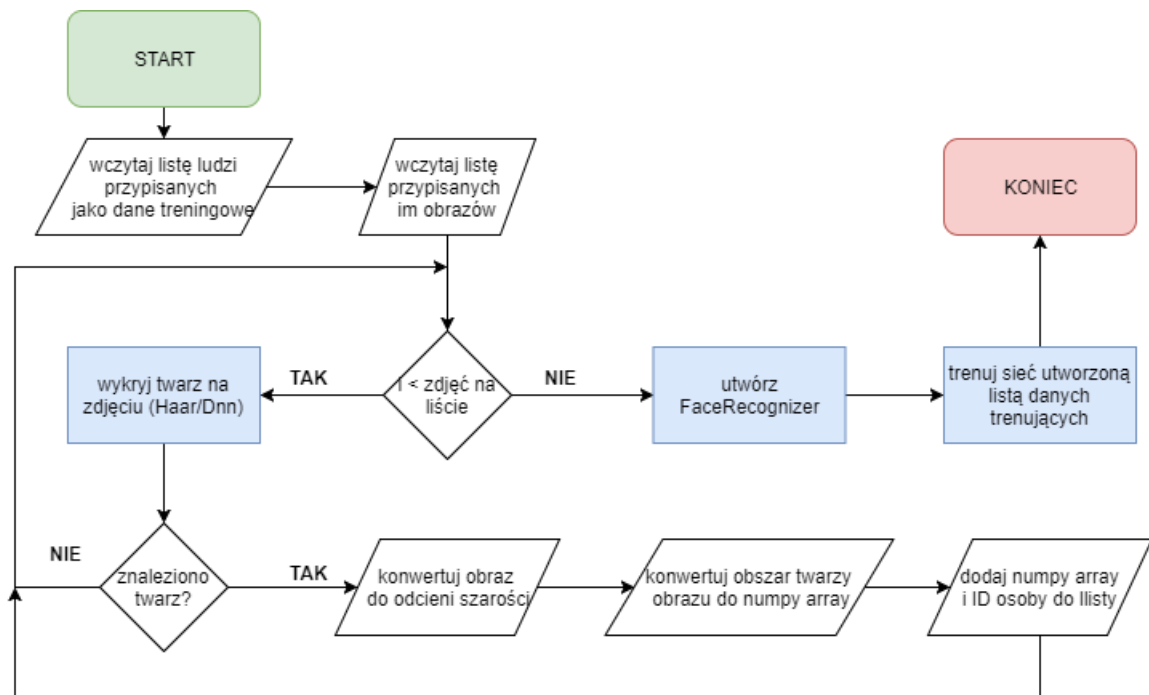 START
wczytaj listę ludzi
przypisanych
jako dane treningowe
wczytaj listę
przypisanych
im obrazów
KONIEC
wykryj twarz na
zdjęciu (Haar/Dnn)
TAK
I < zdjęć na
liście
NIE
utwórz
FaceRecognizer
trenuj sieć utworzoną
listą danych
trenujących
NIE
znaleziono
twarz?
TAK
konwertuj obraz
do odcieni szarości
konwertuj obszar twarzy
obrazu do numpy array
dodaj numpy array
i ID osoby do llisty